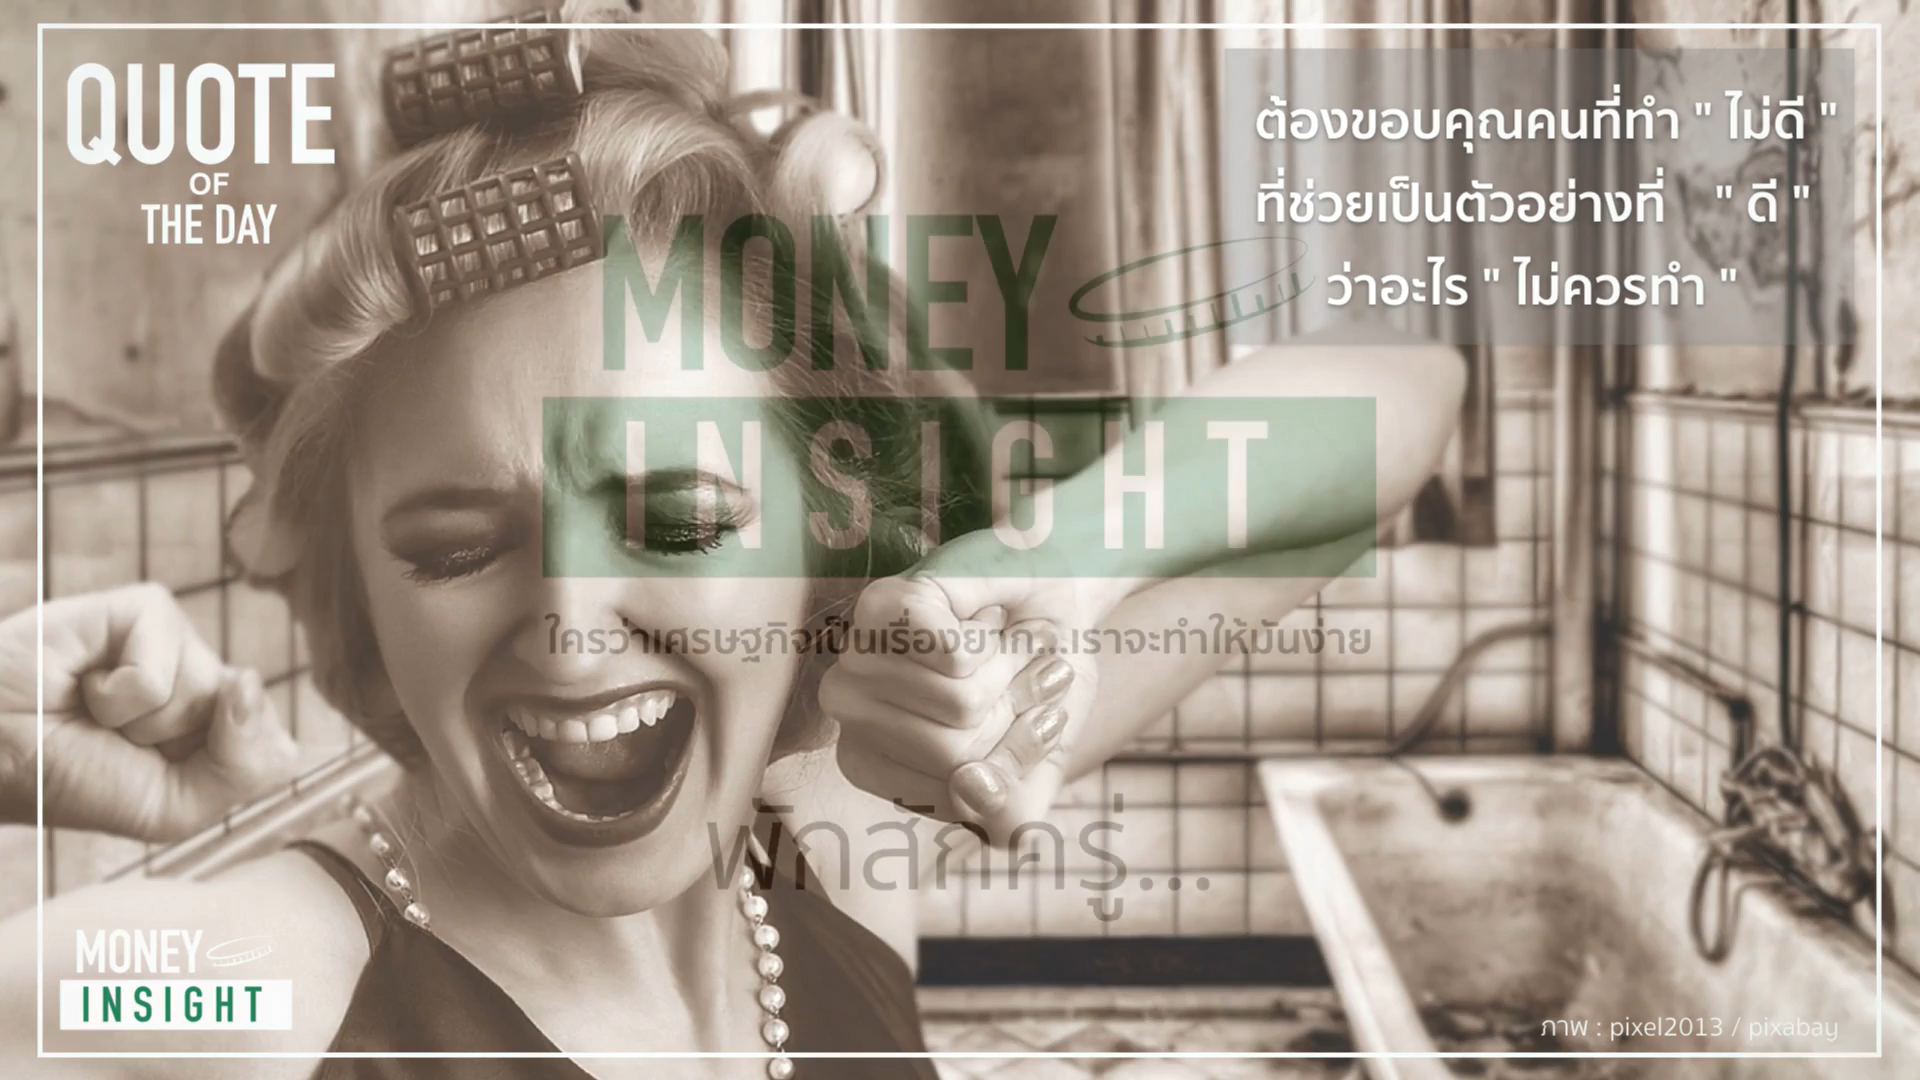 QUOTE
OF
THE DAY
ต้องขอบคุณคนที่ทำ " ไม่ดี "
ที่ช่วยเป็นตัวอย่างที่ " ดี "
ว่าอะไร " ไม่ควรทำ "
MONEY
INSIGHT
ใครว่าเศรษฐกิจเป็นเรื่องยาก...เราจะทำให้มันง่าย
พักสักครู่...
MONEY
INSIGHT
ภาพ : pixel2013 / pixabay